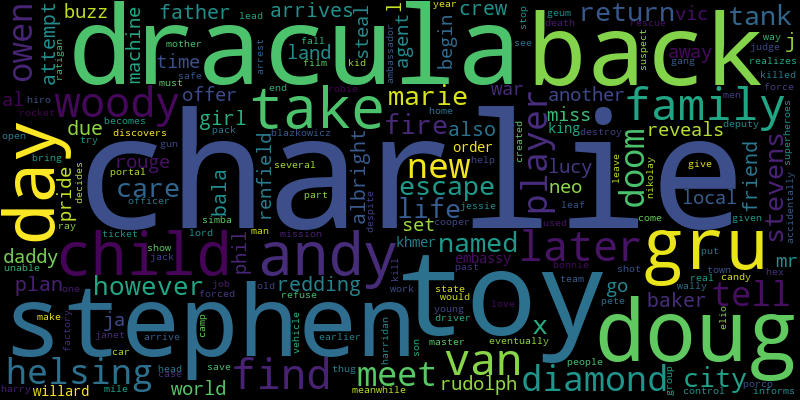 dracula
back
charlie
stephen
toy
doug
gru
day
child
andy
woody
take
family
new
later
find
van
helsing
diamond
meet
city
tell
player
doom
owen
marie
life
escape
named
however
care
fire
return
tank
stevens
buzz
father
arrives
steal
agent
crew
begin
vic
away
j
l
al
attempt
machine
time
land
offer
girl
due
rouge
pride
daddy
plan
world
willard
ja
redding
phil
bala
renfield
albright
also
war
another
miss
king
lucy
neo
reveals
friend
local
set
khmer
embassy
order
x
go
mr
baker
rudolph
ratigan
mother
lead
safe
arrest
fall
film
kid
must
end
robie
home
ambassador
year
stop
see
death
rescue
geum
suspect
way
judge
gang
realizes
killed
force
men
deputy
superheroes
hiro
rocket
becomes
open
try
discovers
bring
decides
ray
portal
pack
gun
blazkowicz
several
part
officer
simba
lord
ticket
show
jack
man
mission
despite
jessie
cooper
help
created
destroy
leaf
leave
nikolay
used
give
come
given
accidentally
unable
one
make
factory
janet
car
arrive
camp
job
forced
old
refuse
vehicle
earlier
harridan
kill
work
past
bonnie
state
would
young
love
team
driver
master
eventually
son
thug
meanwhile
save
head
case
harry
mile
shot
real
town
put
candy
hex
pete
wally
elio
people
group
control
porco
informs